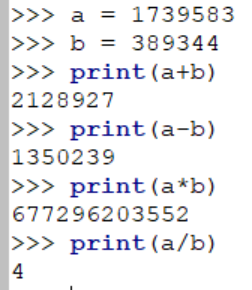 >>> a = 1739583
>>> b = 389344
>>> print(a+b)
2128927
>>> print(a-b)
1350239
>>> print(a*b)
677296203552
>>> print(a/b)
4